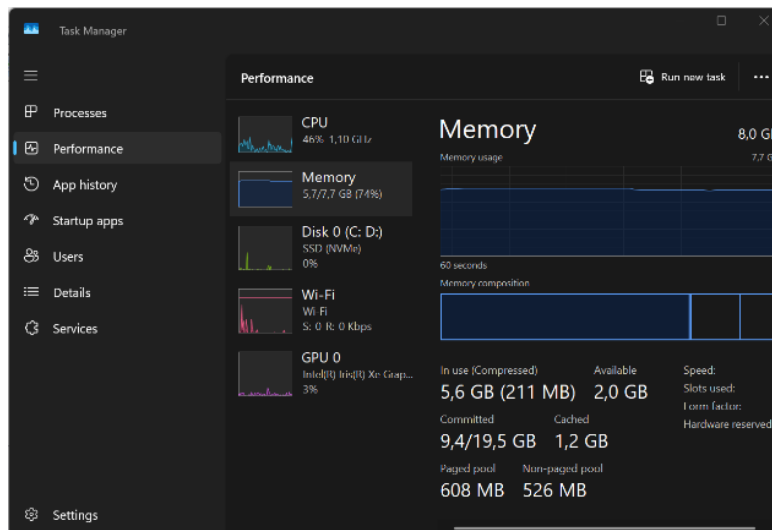 Task Manager
Performance
Run new task
Processes
Performance
App history
Startup apps
Users
Details
Services
Settings
CPU
46% 1,10 GHz
Memory
5,7/7,7 GB (74%)
Disk 0 (C: D:)
SSD (NVMe)
0%
Wi-Fi
Wi-Fi
S: 0 R: 0 Kbps
GPU 0
Intel(R) Iris(R) Xe Grap...
3%
Memory
8,0 G
Memory usage
7,7 G
60 seconds
Memory composition
In use (Compressed)
5,6 GB (211 MB)
Available
2,0 GB
Committed
9,4/19,5 GB
Cached
1,2 GB
Paged pool
608 MB
Non-paged pool
526 MB
Speed:
Slots used:
Form factor:
Hardware reserved